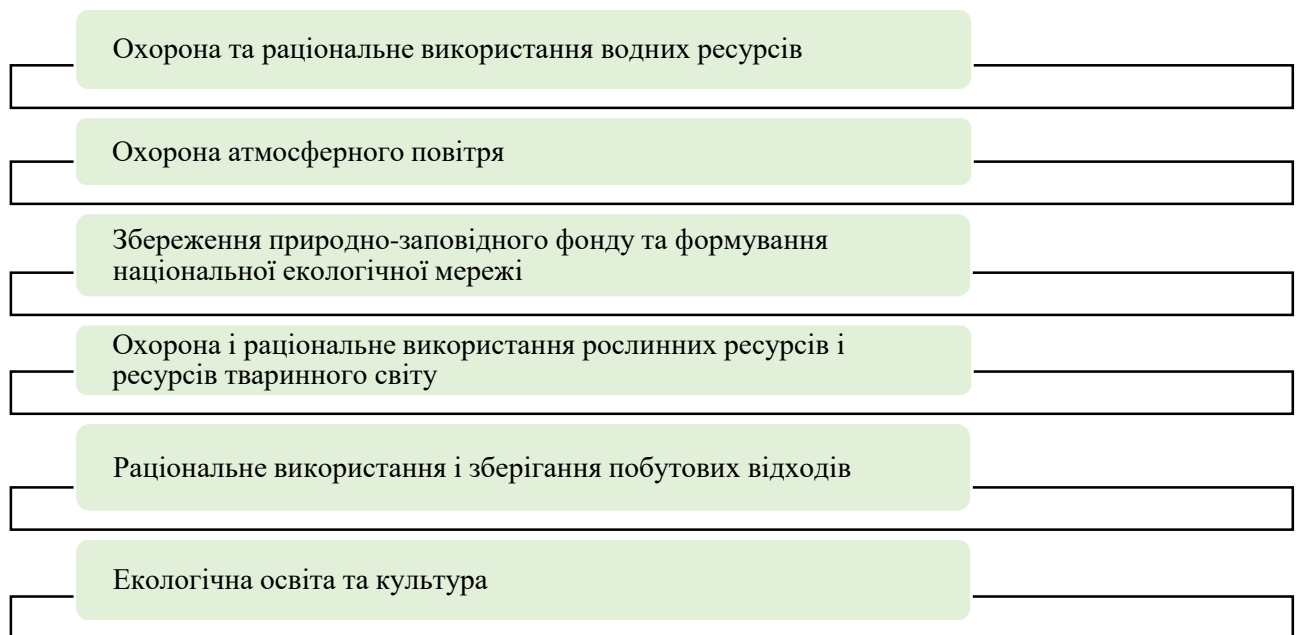 Охорона та раціональне використання водних ресурсів
Охорона атмосферного повітря
Збереження природно-заповідного фонду та формування
національної екологічної мережі
Охорона і раціональне використання рослинних ресурсів і
ресурсів тваринного світу
Раціональне використання і зберігання побутових відходів
Екологічна освіта та культура